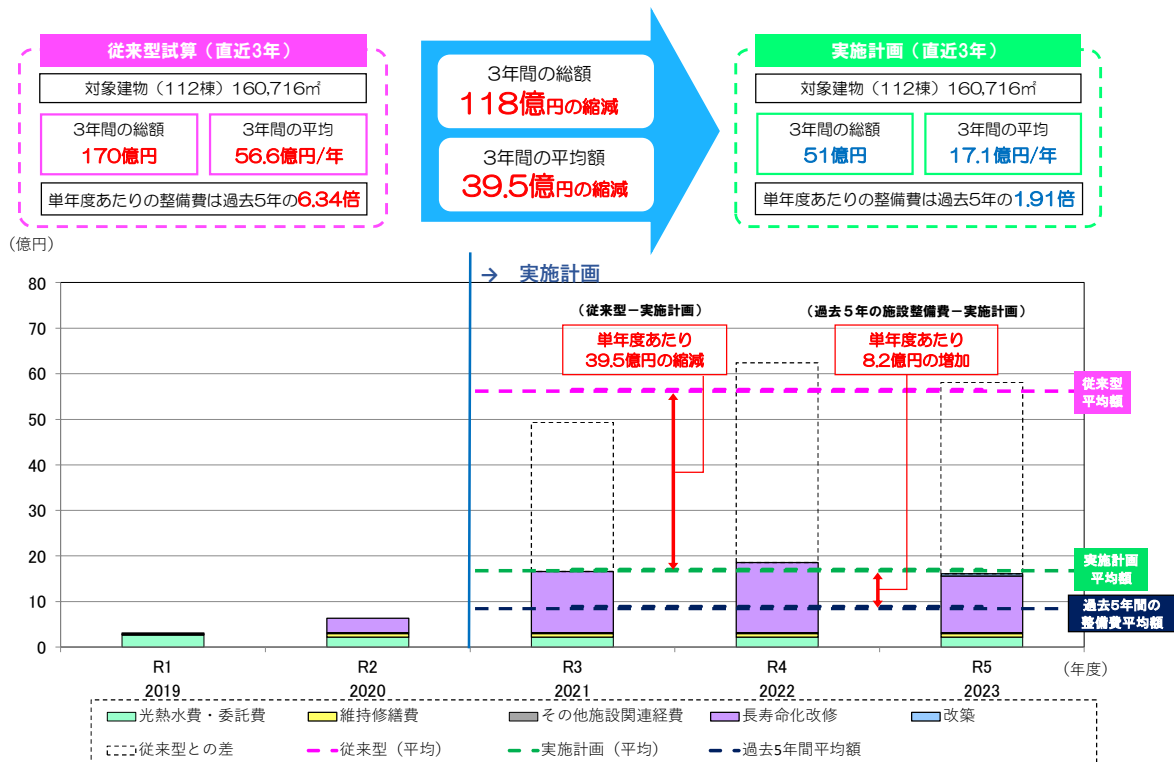 従来型試算（直近3年）
対象建物（112棟）160,716㎡
3年間の総額
170億円
3年間の平均
56.6億円/年
単年度あたりの整備費は過去5年の6.34倍
3年間の総額
118億円の縮減
3年間の平均額
39.5億円の縮減
実施計画（直近3年）
対象建物（112棟）160,716㎡
3年間の総額
51億円
3年間の平均
17.1億円/年
単年度あたりの整備費は過去5年の1.91倍
（億円）
→ 実施計画
（従来型－実施計画）
単年度あたり
39.5億円の縮減
（過去５年の施設整備費－実施計画）
単年度あたり
8.2億円の増加
80
70
60
50
40
30
20
10
0
従来型
平均額
実施計画
平均額
過去5年間の
整備費平均額
R1 R2 R3 R4 R5 （年度）
2019 2020 2021 2022 2023
光熱水費・委託費 維持修繕費 その他施設関連経費 長寿命化改修 改築
従来型との差 従来型（平均） 実施計画（平均） 過去5年間平均額